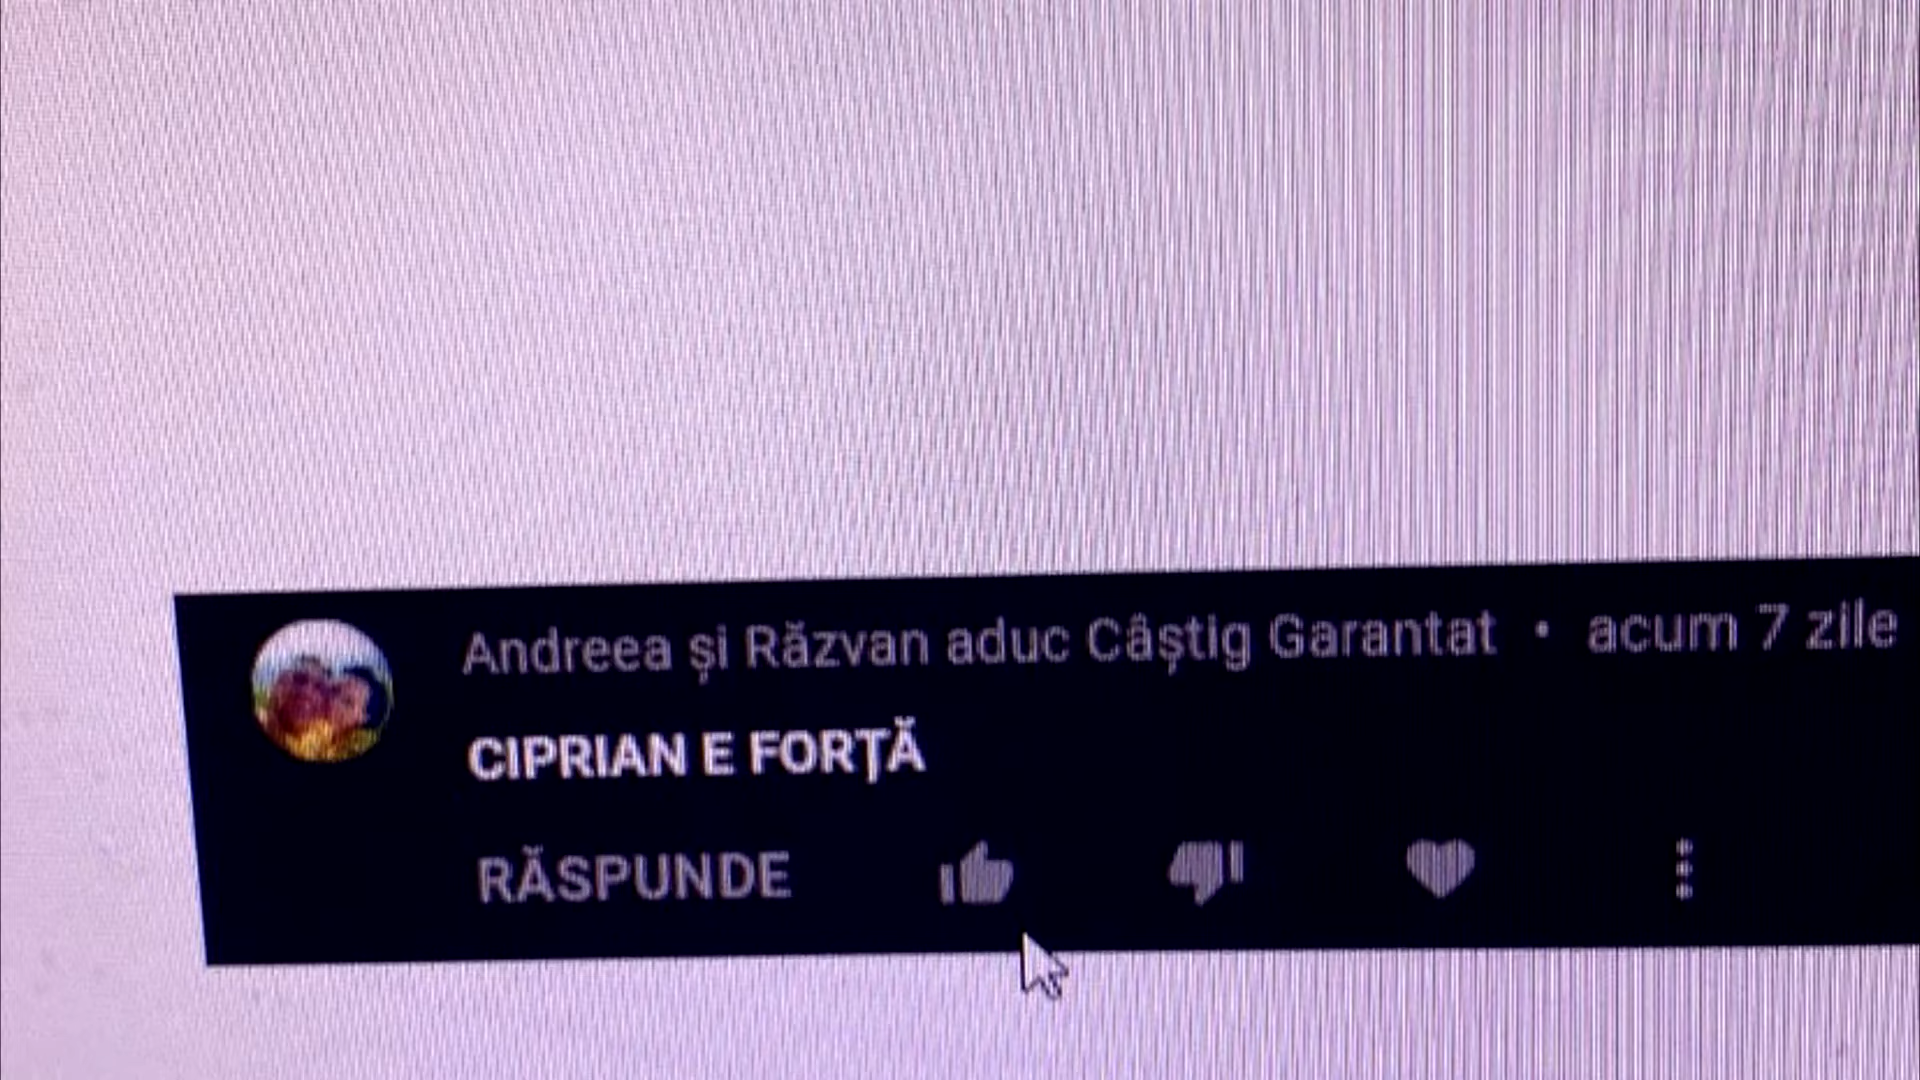 Andreea și Răzvan aduc Câștig Garantat • acum 7 zile
CIPRIAN E FORȚĂ
RĂSPUNDE